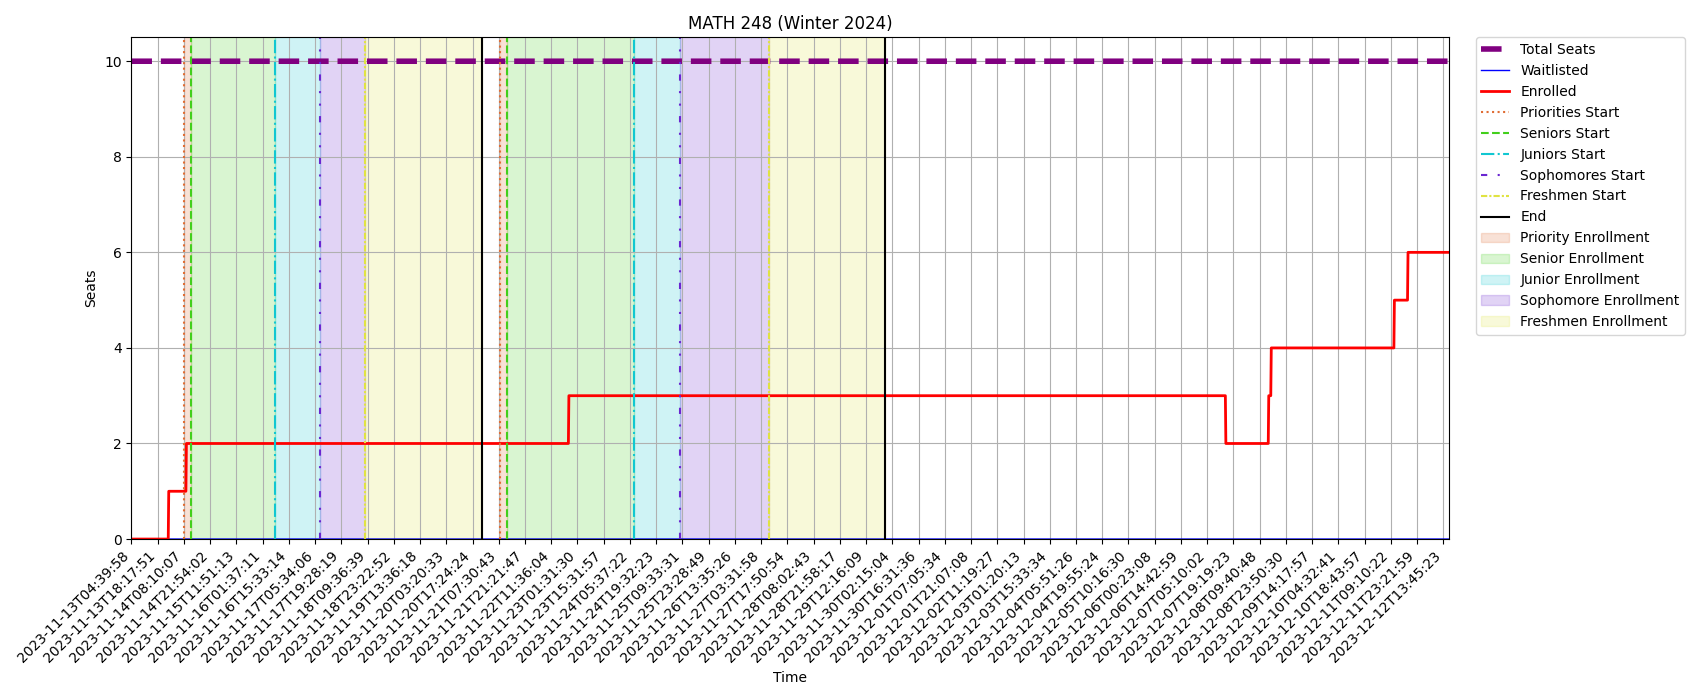 MATH 248 (Winter 2024)
Seats
10
8
6
4
2
0
2023-11-13T04:39:58
2023-11-13T18:17:51
2023-11-14T08:10:07
2023-11-14T21:54:02
2023-11-15T11:51:13
2023-11-16T01:37:11
2023-11-16T15:33:14
2023-11-17T05:34:06
2023-11-17T19:28:19
2023-11-18T09:36:39
2023-11-18T23:22:52
2023-11-19T13:36:18
2023-11-20T03:20:33
2023-11-20T17:24:24
2023-11-21T07:30:43
2023-11-21T21:21:47
2023-11-22T11:36:04
2023-11-23T01:31:30
2023-11-23T15:31:57
2023-11-24T05:37:22
2023-11-24T19:32:23
2023-11-25T09:33:31
2023-11-25T23:28:49
2023-11-26T13:35:26
2023-11-27T03:31:58
2023-11-27T17:50:54
2023-11-28T08:02:43
2023-11-28T21:58:17
2023-11-29T12:16:09
2023-11-30T02:15:04
2023-11-30T16:31:36
2023-12-01T07:05:34
2023-12-01T21:07:08
2023-12-02T11:19:27
2023-12-03T01:20:13
2023-12-03T15:33:34
2023-12-04T05:51:26
2023-12-04T19:55:24
2023-12-05T10:16:30
2023-12-06T00:23:08
2023-12-06T14:42:59
2023-12-07T05:10:02
2023-12-07T19:19:23
2023-12-08T09:40:48
2023-12-08T23:50:30
2023-12-09T14:17:57
2023-12-10T04:32:41
2023-12-10T18:43:57
2023-12-11T09:10:22
2023-12-11T23:21:59
2023-12-12T13:45:23
Time
Total Seats
Waitlisted
Enrolled
Priorities Start
Seniors Start
Juniors Start
Sophomores Start
Freshmen Start
End
Priority Enrollment
Senior Enrollment
Junior Enrollment
Sophomore Enrollment
Freshmen Enrollment